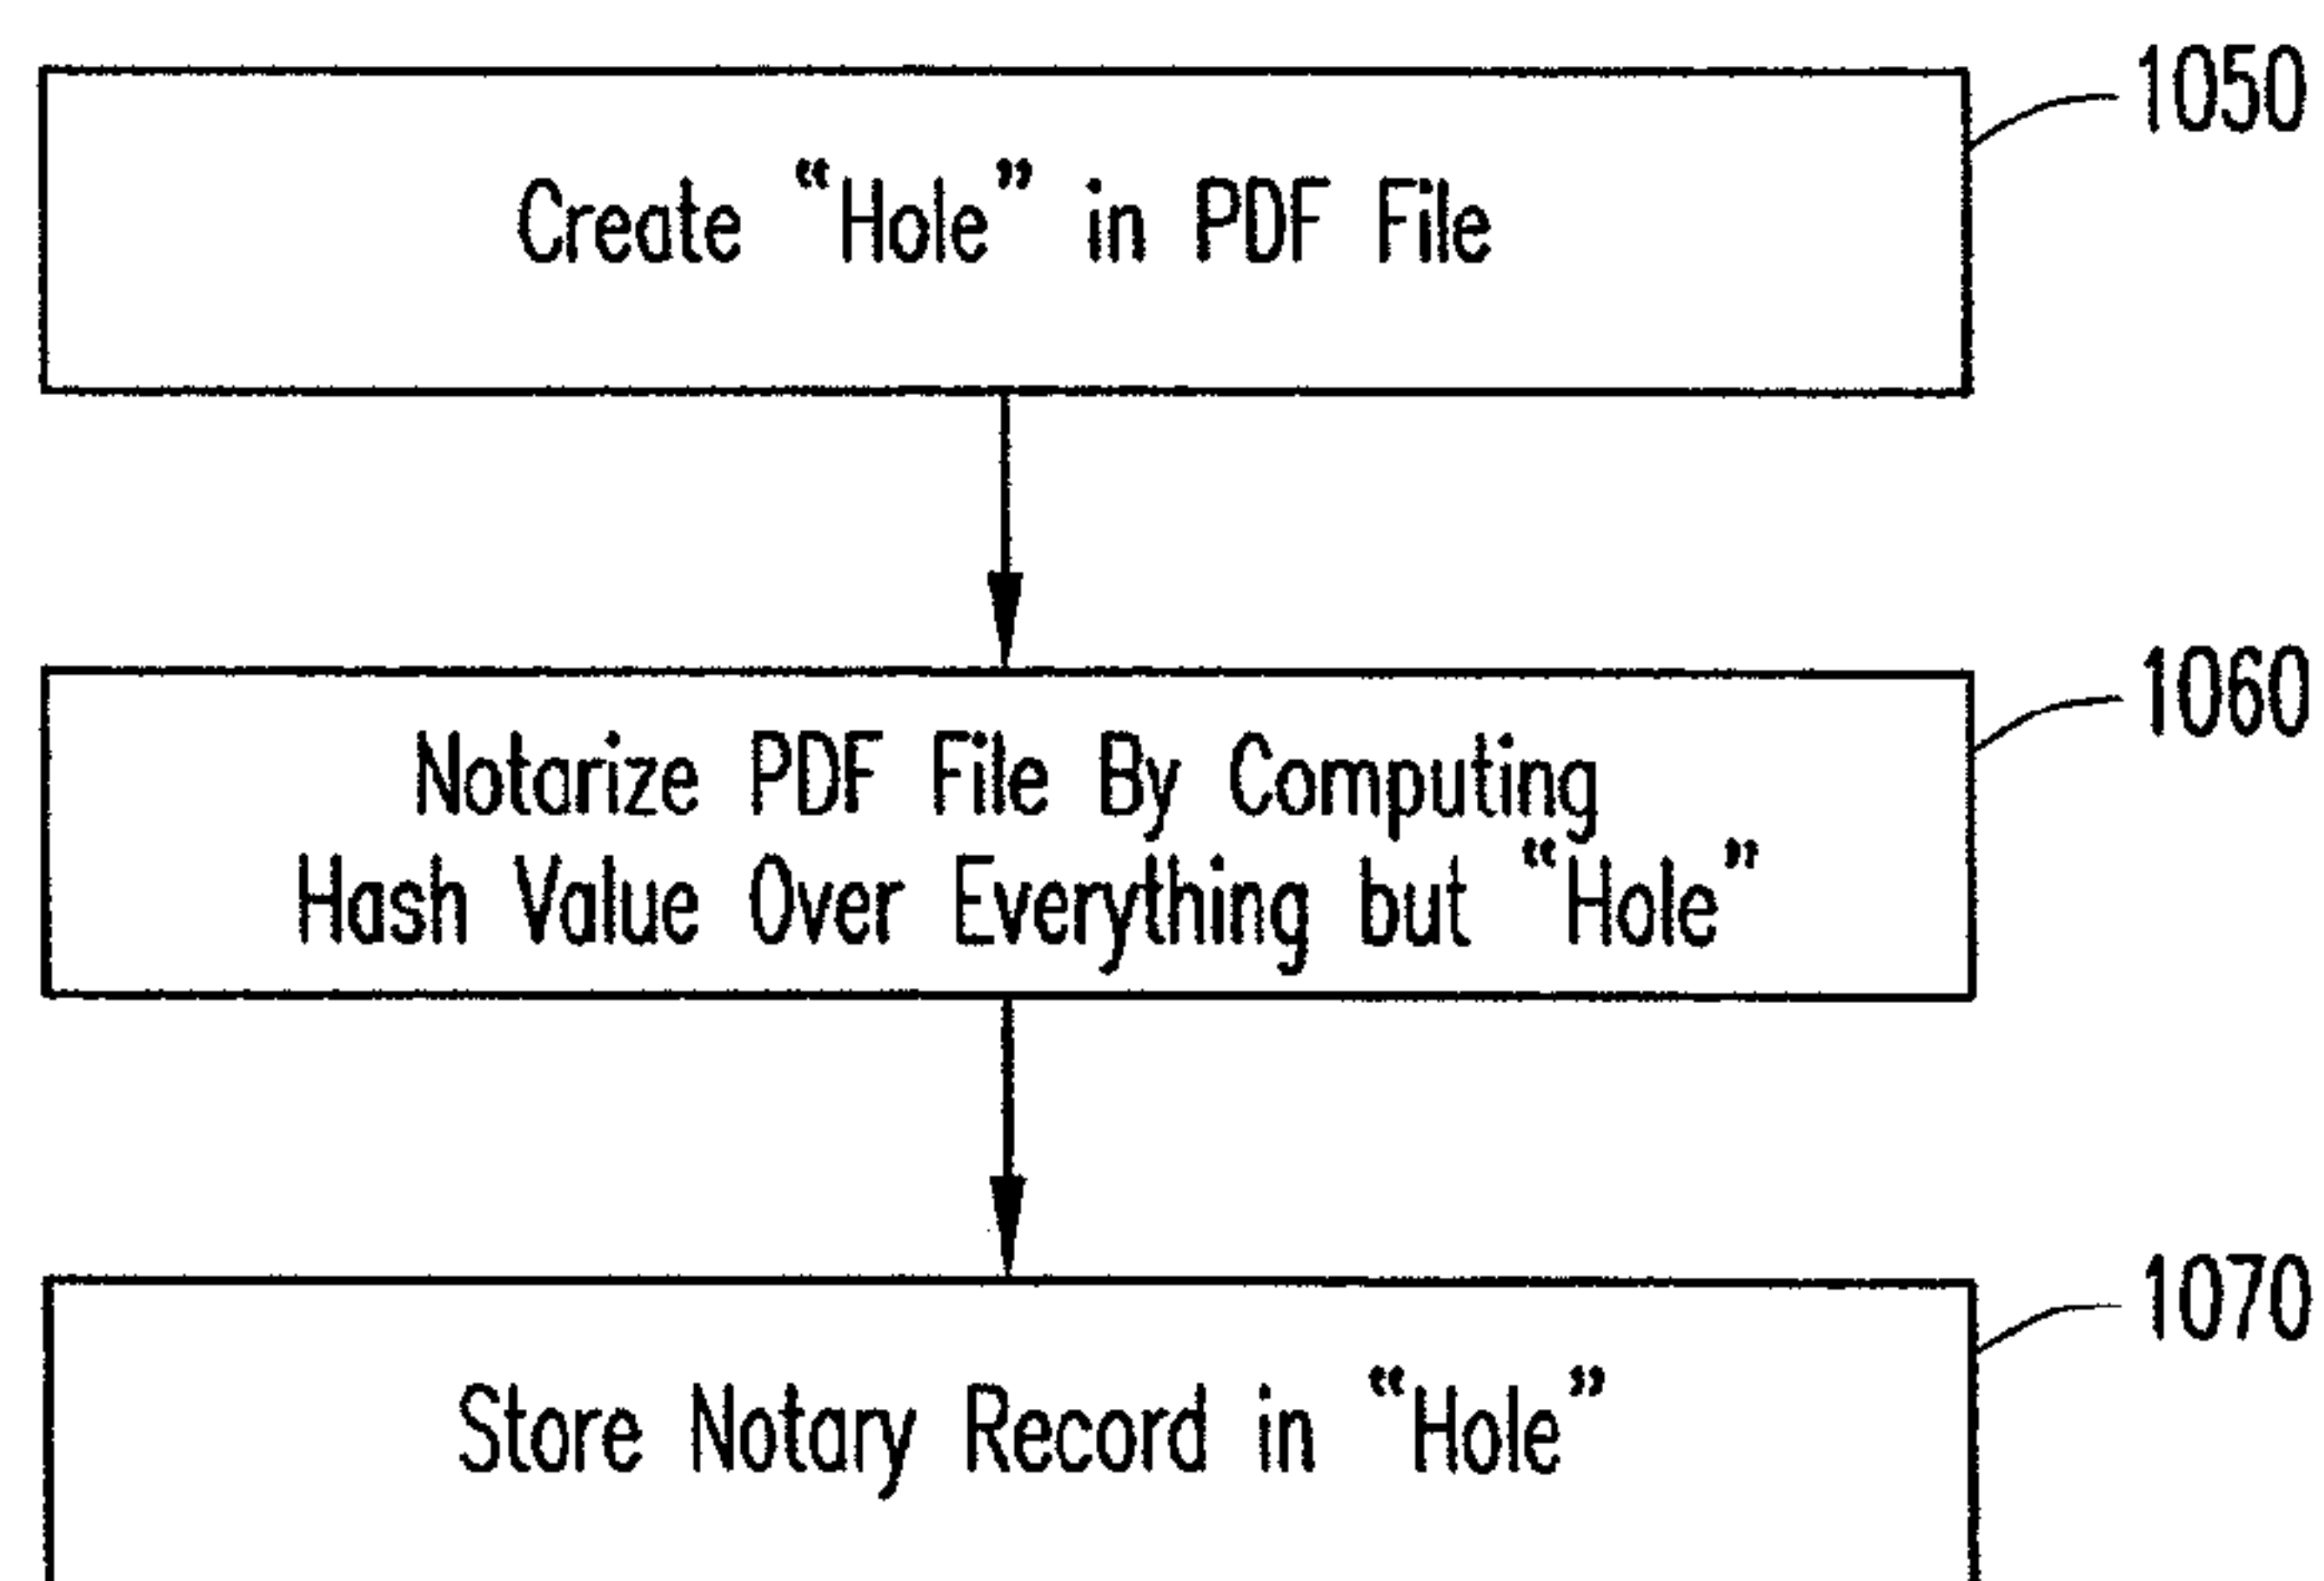 1050
Create “Hole” in PDF File
1060
Notarize PDF File By Computing
Hash Value Over Everything but “Hole”
1070
Store Notary Record in “Hole”